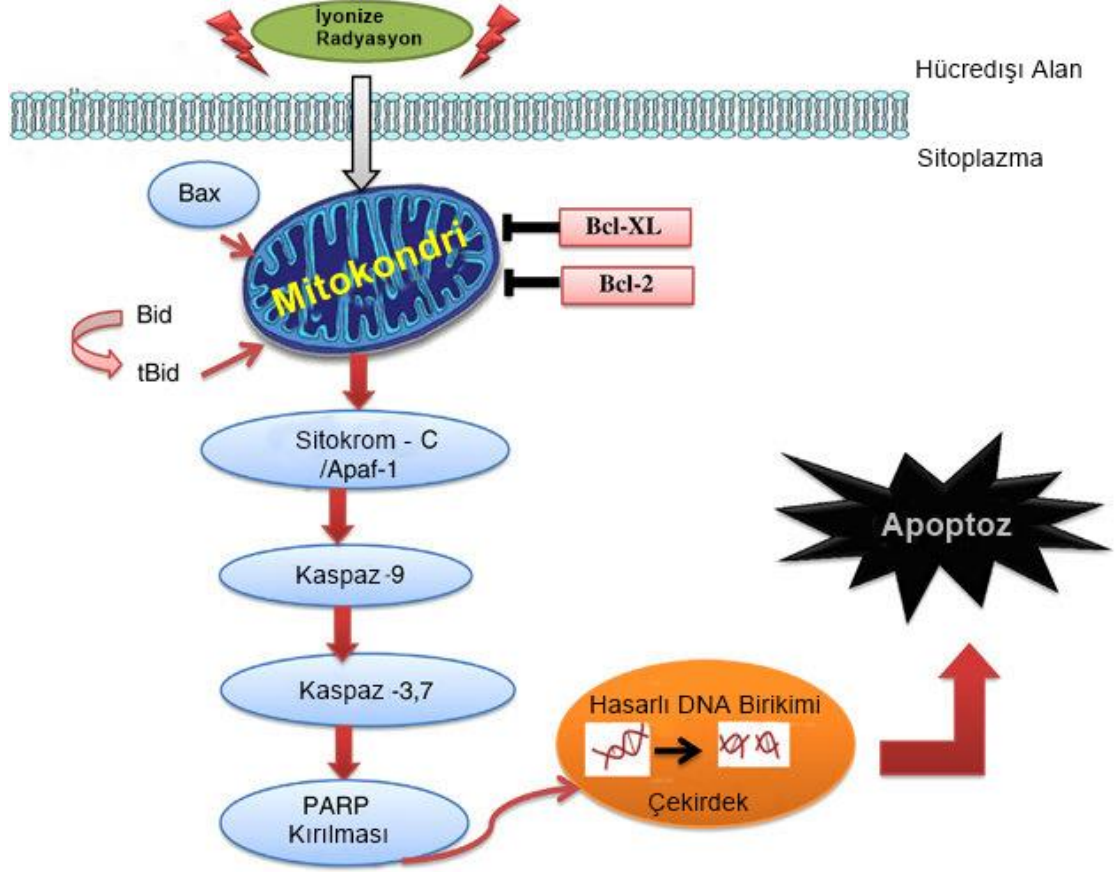 İyonize
Radyasyon
Hücredışı Alan
Sitoplazma
Bax
Mitokondri
Bcl-XL
Bcl-2
Bid
tBid
Sitokrom - C
/Apaf-1
Kaspaz -9
Kaspaz -3,7
PARP
Kırılması
Hasarlı DNA Birikimi
Çekirdek
Apoptoz